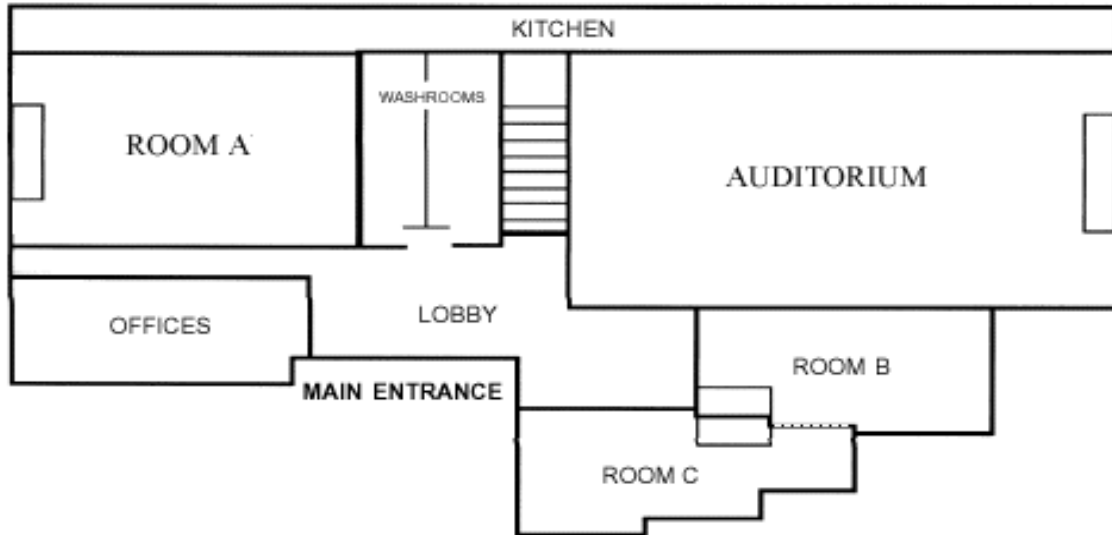 KITCHEN
WASHROOMS
ROOM A
AUDITORIUM
OFFICES
LOBBY
ROOM B
MAIN ENTRANCE
ROOM C